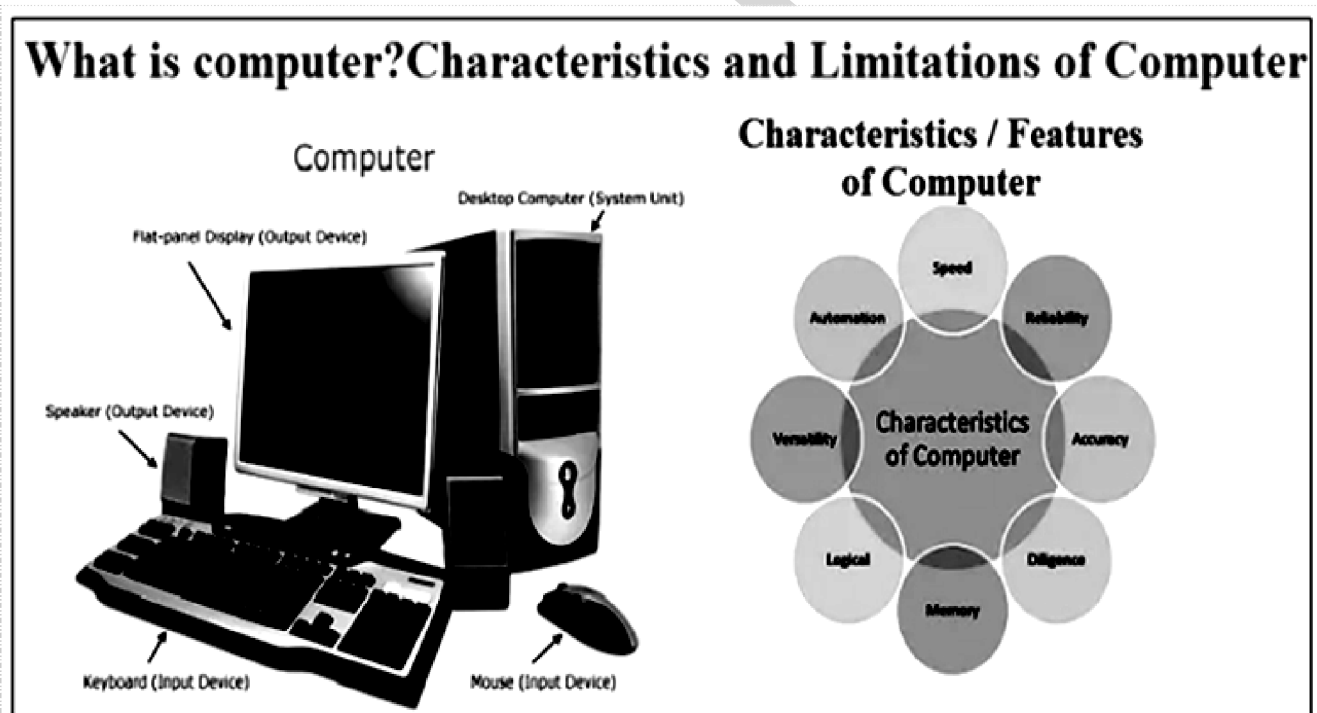 What is computer?Characteristics and Limitations of Computer
Computer
Desktop Computer (System Unit)
Flat-panel Display (Output Device)
Speaker (Output Device)
Keyboard (Input Device)
Mouse (Input Device)
Characteristics / Features
of Computer
Speed
Reliability
Accuracy
Diligence
Memory
Logical
Versatility
Automation
Characteristics
of Computer